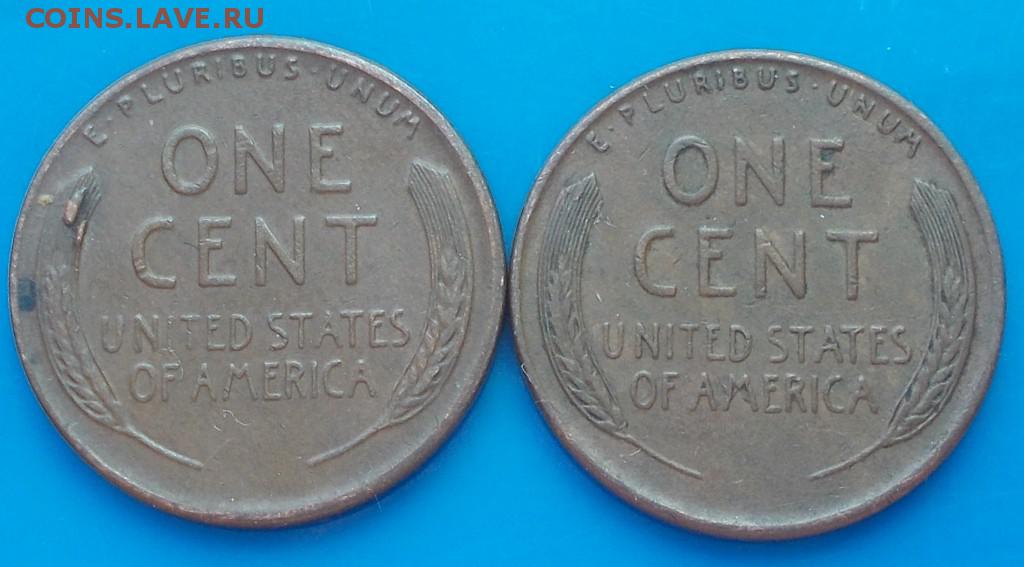 COINS.LAVE.RU
E·PLURIBUS·UNUM
ONE
CENT
UNITED STATES
OF AMERICA
E·PLURIBUS·UNUM
ONE
CENT
UNITED STATES
OF AMERICA